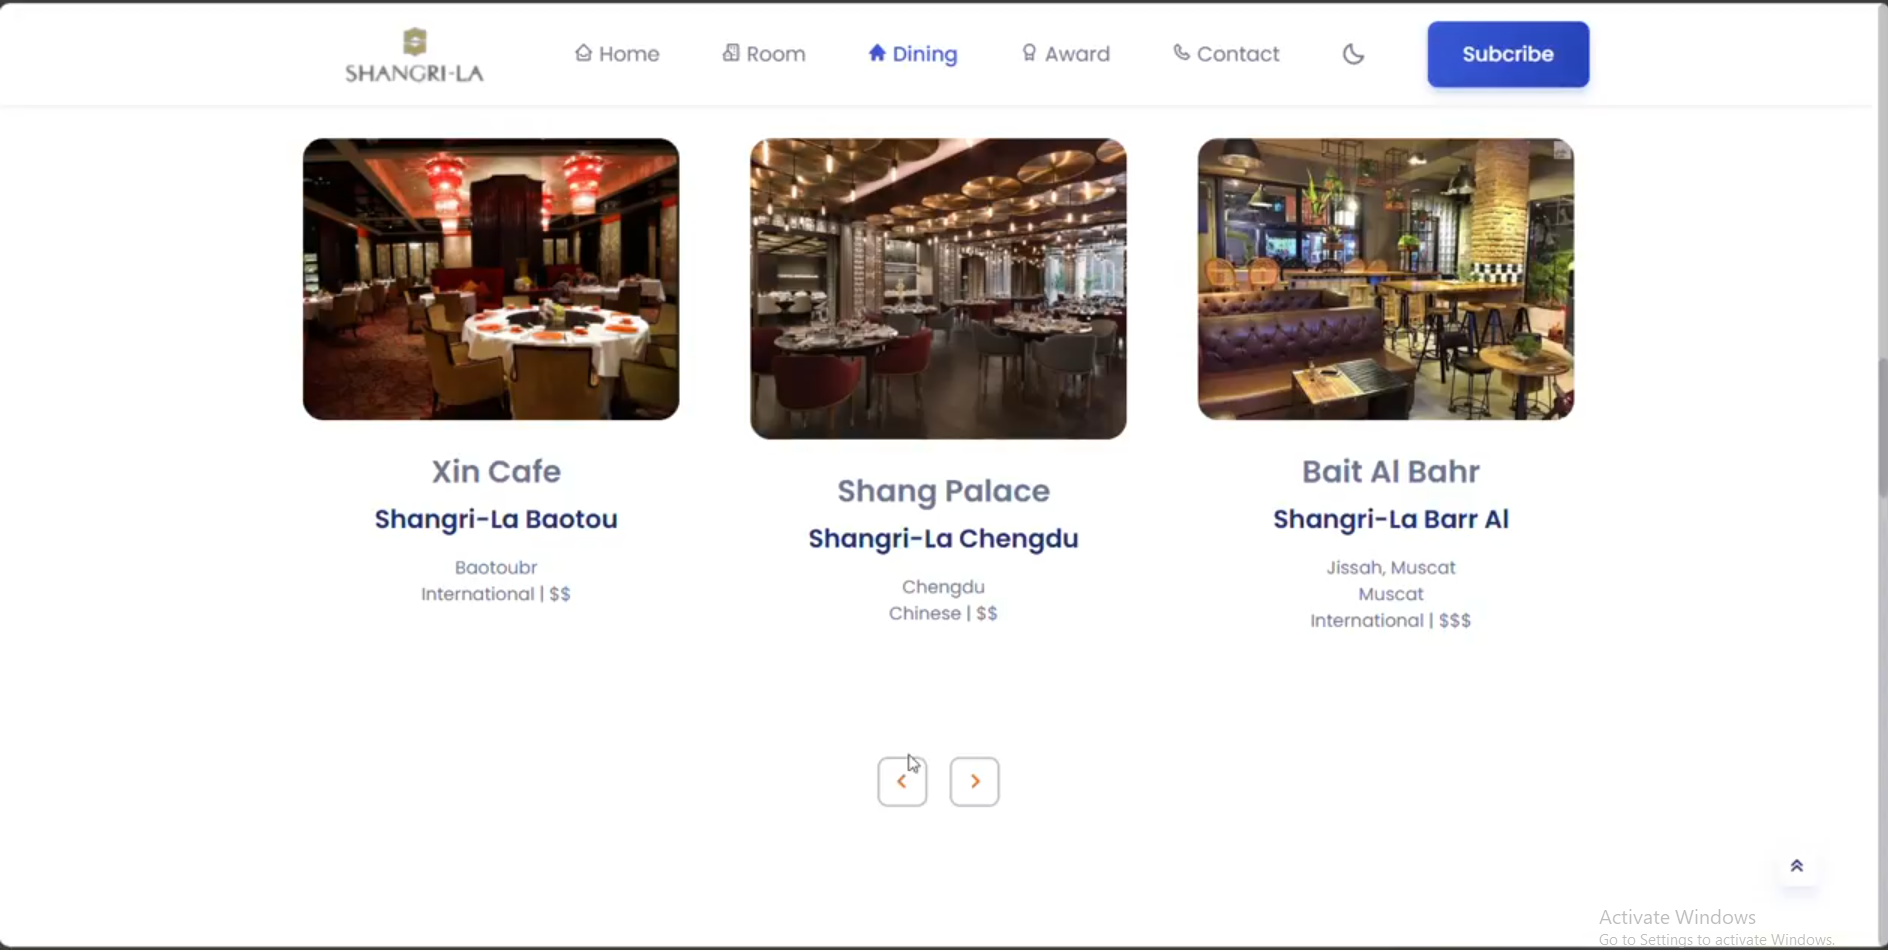 SHANGRI-LA
Home
Room
Dining
Award
Contact
Subcribe
Xin Cafe
Shangri-La Baotou
Baotoubr
International | $$
Shang Palace
Shangri-La Chengdu
Chengdu
Chinese | $$
Bait Al Bahr
Shangri-La Barr Al
Jissah, Muscat
Muscat
International | $$$
Activate Windows
Go to Settings to activate Windows.